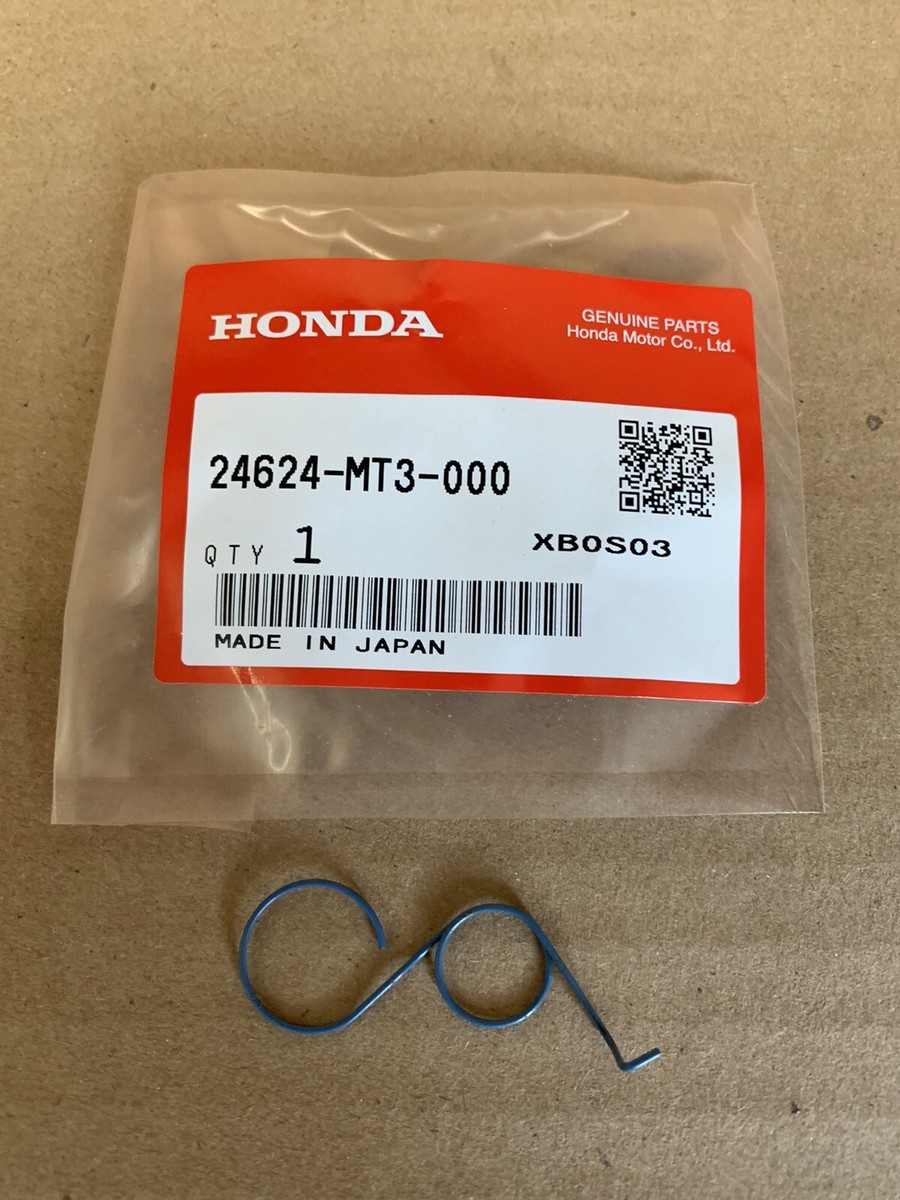 HONDA
GENUINE PARTS
Honda Motor Co., Ltd.
24624-MT3-000
QTY 1
XB0S03
MADE IN JAPAN